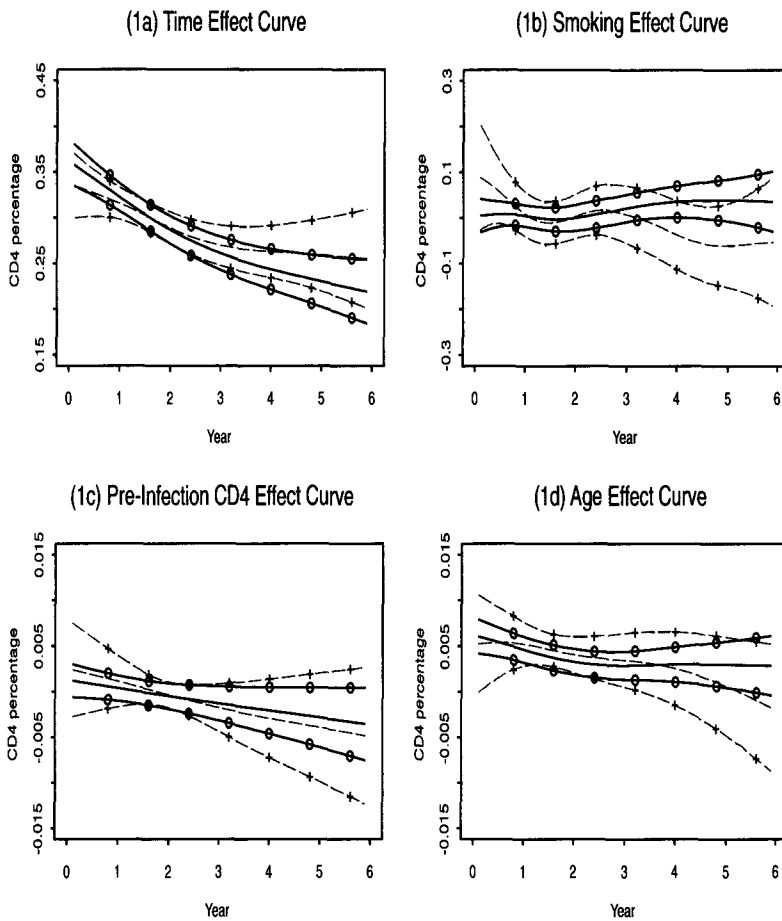 (1a) Time Effect Curve
CD4 percentage
0.45
0.35
0.25
0.15
0 1 2 3 4 5 6
Year
(1b) Smoking Effect Curve
CD4 percentage
0.3
0.1
-0.1
-0.3
0 1 2 3 4 5 6
Year
(1c) Pre-Infection CD4 Effect Curve
CD4 percentage
0.015
0.005
-0.005
-0.015
0 1 2 3 4 5 6
Year
(1d) Age Effect Curve
CD4 percentage
0.015
0.005
-0.005
-0.015
0 1 2 3 4 5 6
Year